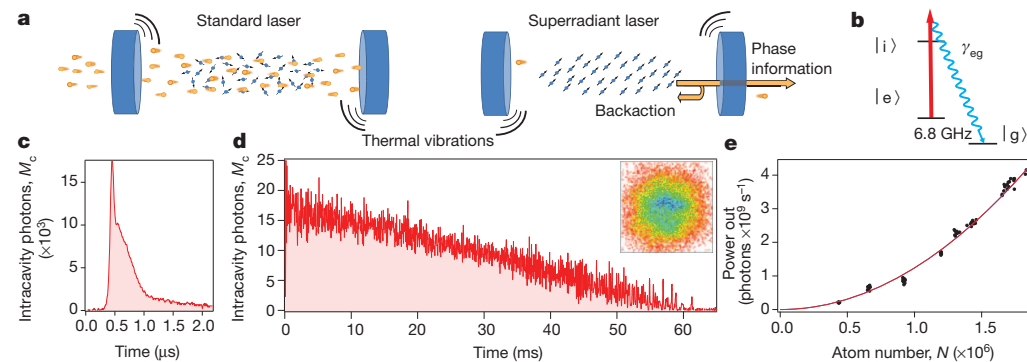 a
Standard laser
Superradiant laser
Phase
information
Backaction
Thermal vibrations
b
|i⟩
γeg
|e⟩
6.8 GHz
|g⟩
c
Intracavity photons, Mc
(×10³)
15
10
5
0
0.0 0.5 1.0 1.5 2.0
Time (μs)
d
Intracavity photons, Mc
25
20
15
10
5
0
0 10 20 30 40 50 60
Time (ms)
e
Power out
(photons ×10⁹ s⁻¹)
4
3
2
1
0
0.0 0.5 1.0 1.5
Atom number, N (×10⁶)